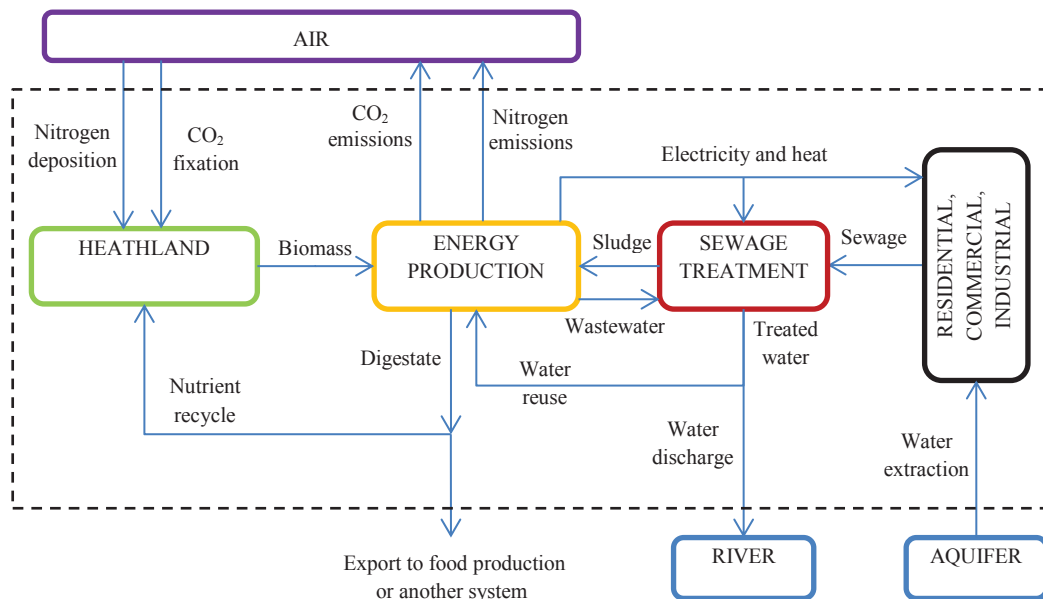 AIR
Nitrogen
deposition
CO₂
fixation
CO₂
emissions
Nitrogen
emissions
Electricity and heat
HEATHLAND
Biomass
ENERGY
PRODUCTION
Sludge
Wastewater
SEWAGE
TREATMENT
Sewage
RESIDENTIAL,
COMMERCIAL,
INDUSTRIAL
Digestate
Nutrient
recycle
Water
reuse
Treated
water
Water
discharge
Water
extraction
Export to food production
or another system
RIVER
AQUIFER